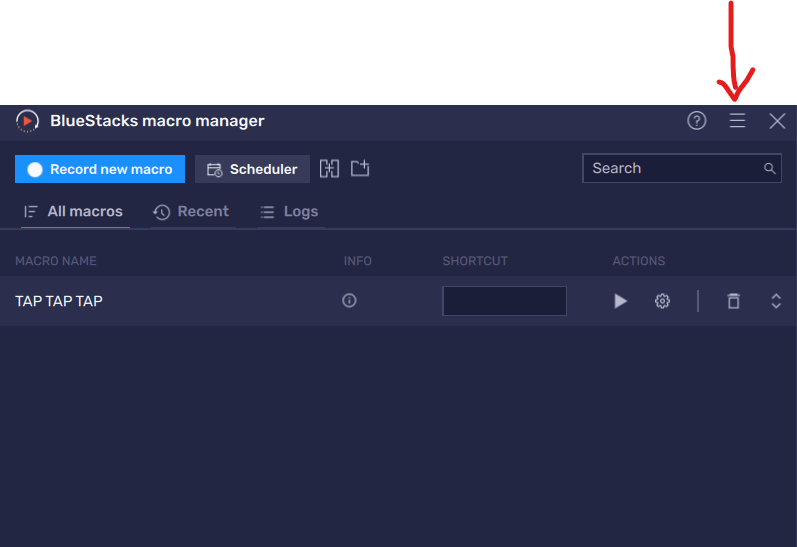 BlueStacks macro manager
Record new macro Scheduler Search
All macros Recent Logs
MACRO NAME INFO SHORTCUT ACTIONS
TAP TAP TAP